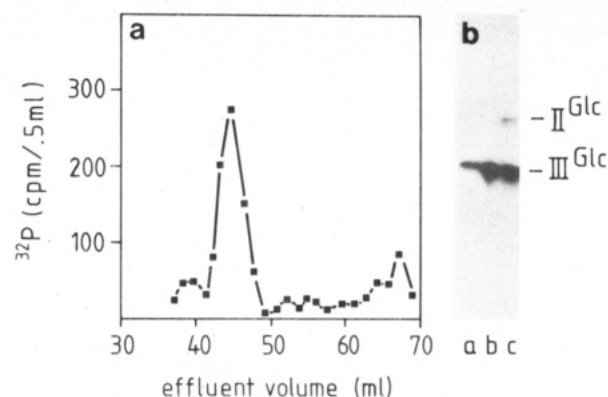 a
b
300
200
100
³²P (cpm/.5ml)
30 40 50 60 70
effluent volume (ml)
- II^Glc
- III^Glc
a b c